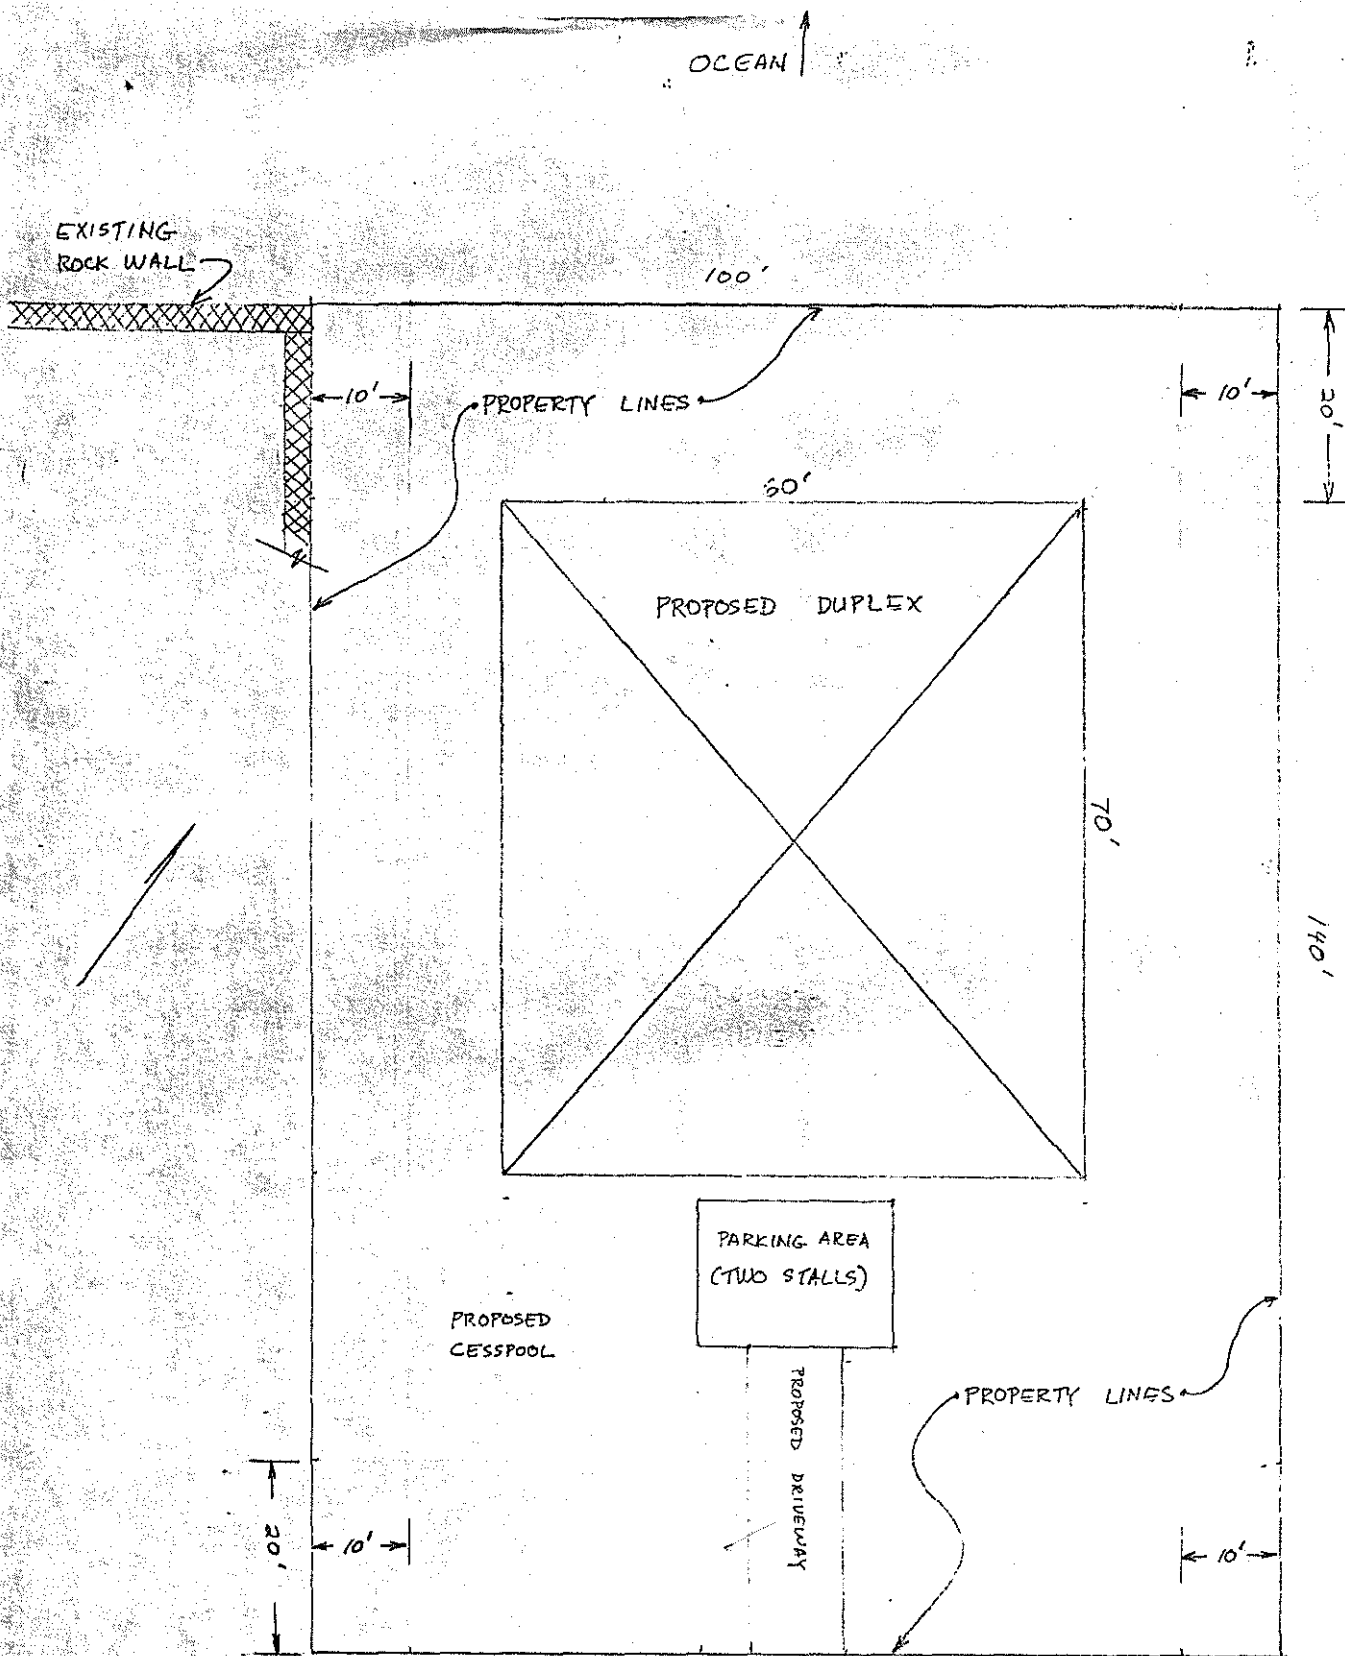 OCEAN
EXISTING
ROCK WALL
100'
10'
PROPERTY LINES
10'
20'
60'
PROPOSED DUPLEX
70'
140'
PARKING AREA
(TWO STALLS)
PROPOSED
CESSPOOL
PROPOSED DRIVEWAY
PROPERTY LINES
20'
10'
10'